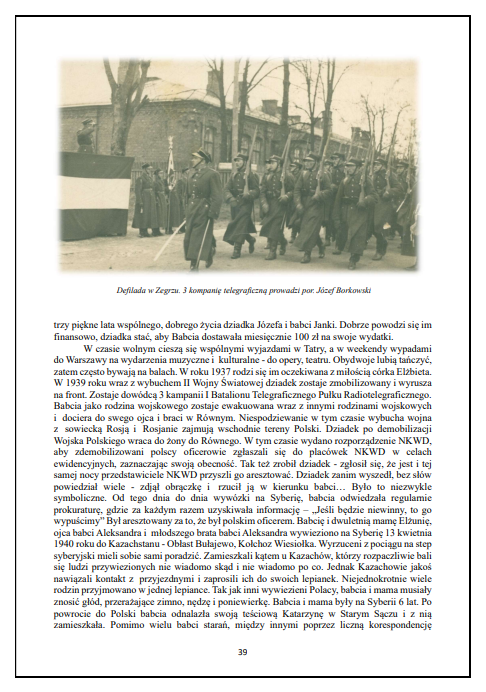 Defilada w Zegrzu. 3 kompanię telegraficzną prowadzi por. Józef Borkowski
trzy piękne lata wspólnego, dobrego życia dziadka Józefa i babci Janki. Dobrze powodzi się im
finansowo, dziadka stać, aby Babcia dostawała miesięcznie 100 zł na swoje wydatki.
W czasie wolnym cieszą się wspólnymi wyjazdami w Tatry, a w weekendy wypadami
do Warszawy na wydarzenia muzyczne i kulturalne - do opery, teatru. Obydwoje lubią tańczyć,
zatem często bywają na balach. W roku 1937 rodzi się im oczekiwana z miłością córka Elżbieta.
W 1939 roku wraz z wybuchem II Wojny Światowej dziadek zostaje zmobilizowany i wyrusza
na front. Zostaje dowódcą 3 kampanii I Batalionu Telegraficznego Pułku Radiotelegraficznego.
Babcia jako rodzina wojskowego zostaje ewakuowana wraz z innymi rodzinami wojskowych
i dociera do swego ojca i braci w Równim. Niespodziewanie w tym czasie wybucha wojna
z sowiecką Rosją i Rosjanie zajmują wschodnie tereny Polski. Dziadek po demobilizacji
Wojska Polskiego wraca do żony do Równego. W tym czasie wydano rozporządzenie NKWD,
aby zdemobilizowani polscy oficerowie zgłaszali się do placówek NKWD w celach
ewidencyjnych, zaznaczając swoją obecność. Tak też zrobił dziadek - zgłosił się, że jest i tej
samej nocy przedstawiciele NKWD przyszli go aresztować. Dziadek zanim wyszedł, bez słów
powiedział wiele - zdjął obrączkę i rzucił ją w kierunku babci… Było to niezwykle
symboliczne. Od tego dnia do dnia wywózki na Syberię, babcia odwiedzała regularnie
prokuraturę, gdzie za każdym razem uzyskiwała informację – „Jeśli będzie niewinny, to go
wypuścimy” Był aresztowany za to, że był polskim oficerem. Babcię i dwuletnią mamę Elżunię,
ojca babci Aleksandra i młodszego brata babci Aleksandra wywieziono na Syberię 13 kwietnia
1940 roku do Kazachstanu - Obłast Bułajewo, Kołchoz Wiesiołka. Wyrzuceni z pociągu na step
syberyjski mieli sobie sami poradzić. Zamieszkali kątem u Kazachów, którzy rozpaczliwie bali
się ludzi przywiezionych nie wiadomo skąd i nie wiadomo po co. Jednak Kazachowie jakoś
nawiązali kontakt z przyjezdnymi i zaprosili ich do swoich lepianek. Niejednokrotnie wiele
rodzin przyjmowano w jednej lepiance. Tak jak inni wywiezieni Polacy, babcia i mama musiały
znosić głód, przerażające zimno, nędzę i poniewierkę. Babcia i mama były na Syberii 6 lat. Po
powrocie do Polski babcia odnalazła swoją teściową Katarzynę w Starym Sączu i z nią
zamieszkała. Pomimo wielu babci starań, między innymi poprzez liczną korespondencję
39